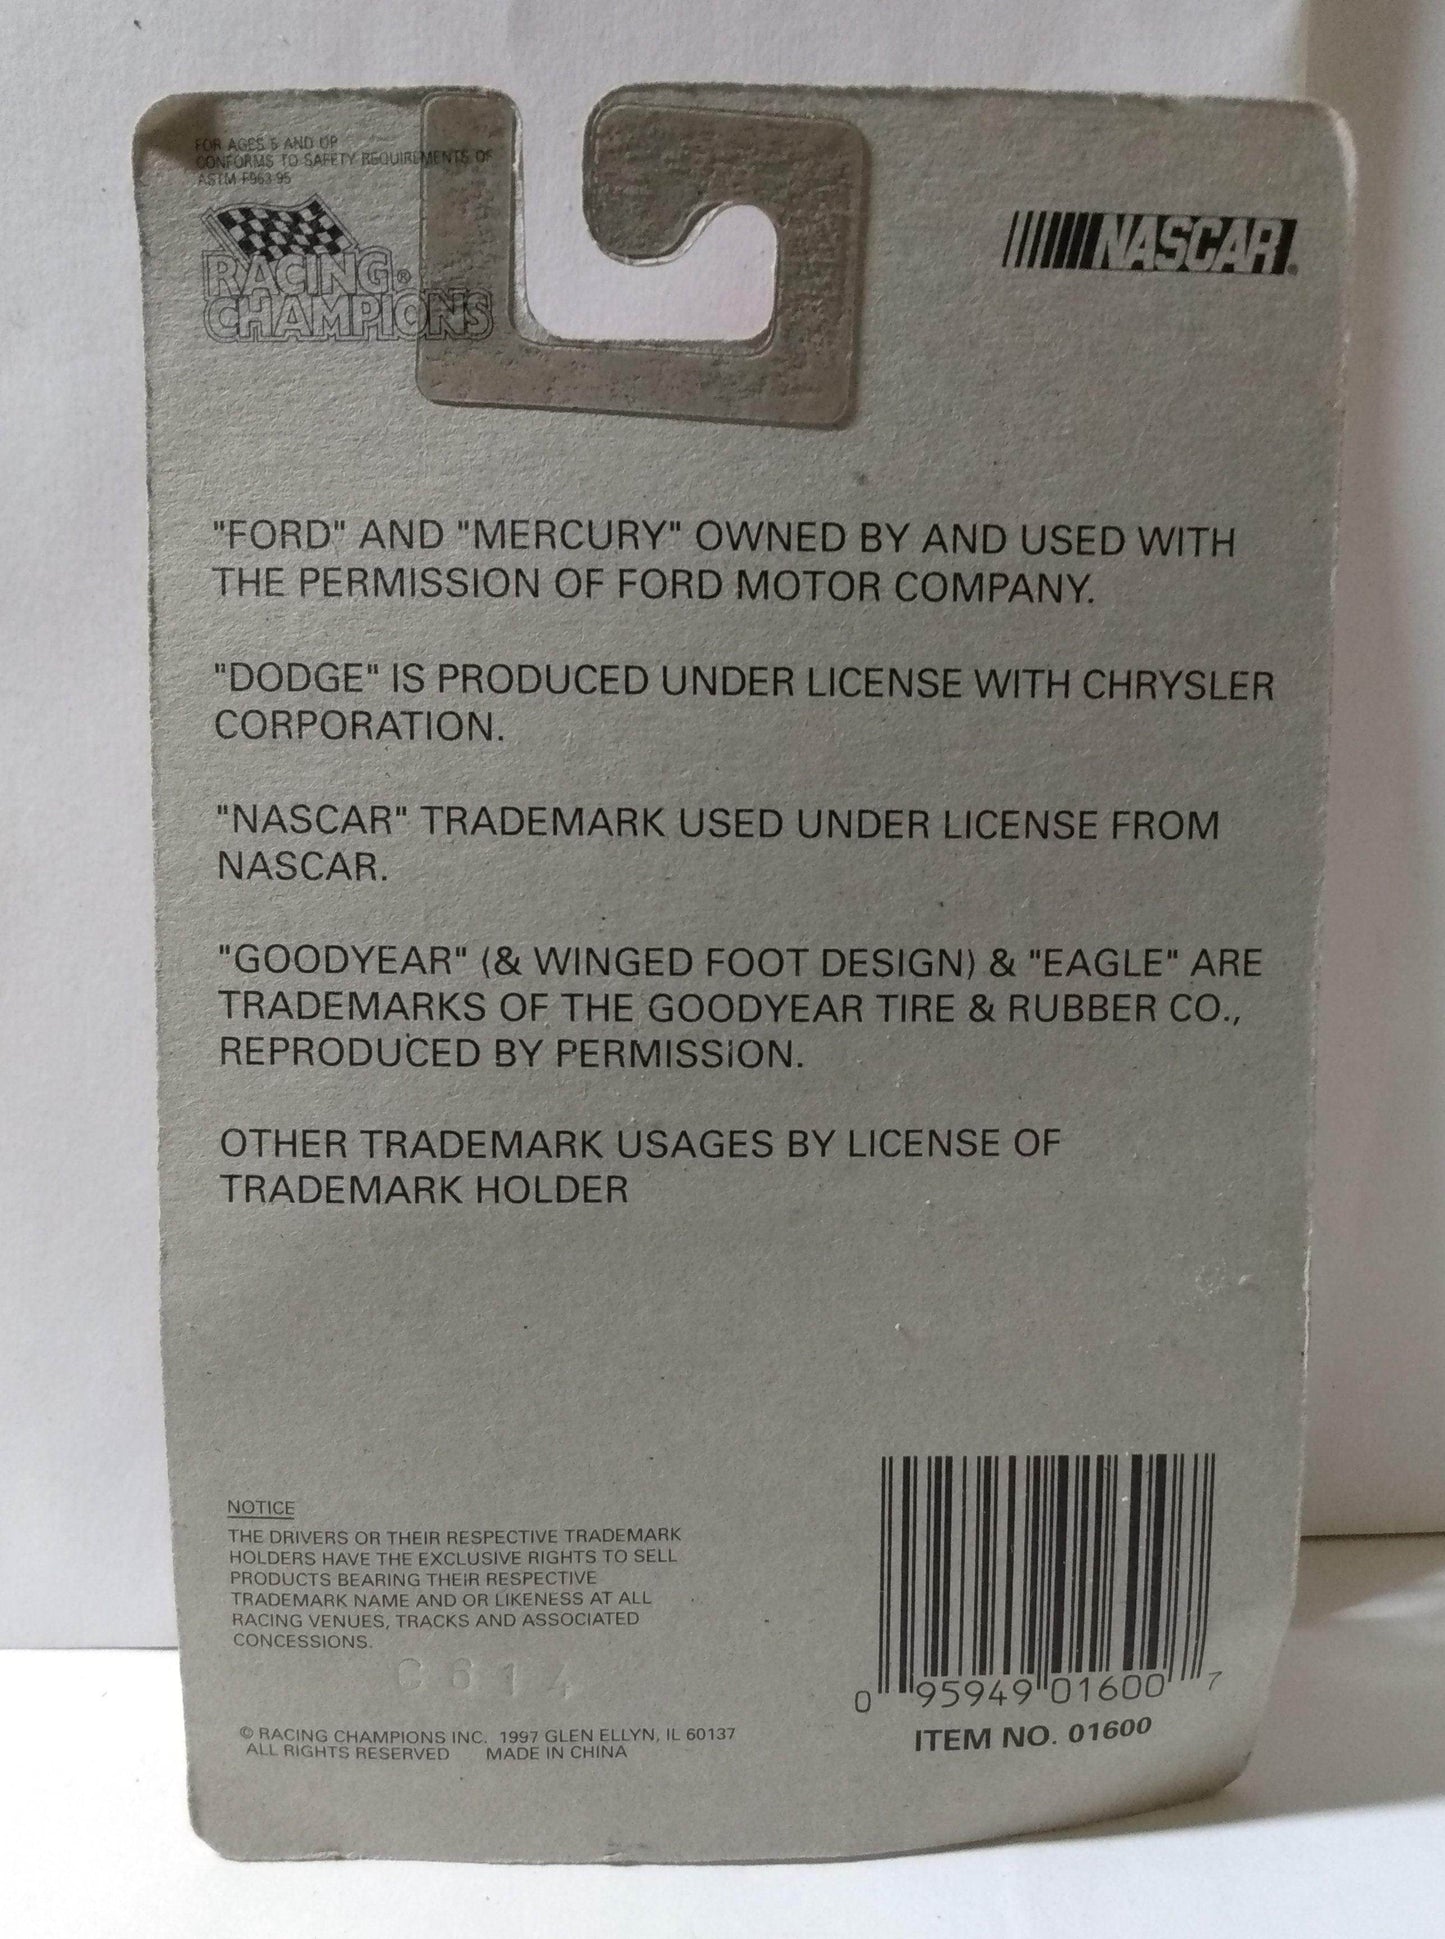 FOR AGES 5 AND UP
CONFORMS TO SAFETY REQUIREMENTS OF
ASTM F963-95
RACING®
CHAMPIONS
NASCAR®
"FORD" AND "MERCURY" OWNED BY AND USED WITH
THE PERMISSION OF FORD MOTOR COMPANY.
"DODGE" IS PRODUCED UNDER LICENSE WITH CHRYSLER
CORPORATION.
"NASCAR" TRADEMARK USED UNDER LICENSE FROM
NASCAR.
"GOODYEAR" (& WINGED FOOT DESIGN) & "EAGLE" ARE
TRADEMARKS OF THE GOODYEAR TIRE & RUBBER CO.,
REPRODUCED BY PERMISSION.
OTHER TRADEMARK USAGES BY LICENSE OF
TRADEMARK HOLDER
NOTICE
THE DRIVERS OR THEIR RESPECTIVE TRADEMARK
HOLDERS HAVE THE EXCLUSIVE RIGHTS TO SELL
PRODUCTS BEARING THEIR RESPECTIVE
TRADEMARK NAME AND OR LIKENESS AT ALL
RACING VENUES, TRACKS AND ASSOCIATED
CONCESSIONS.
C614
© RACING CHAMPIONS INC. 1997 GLEN ELLYN, IL 60137
ALL RIGHTS RESERVED MADE IN CHINA
0 95949 01600 7
ITEM NO. 01600